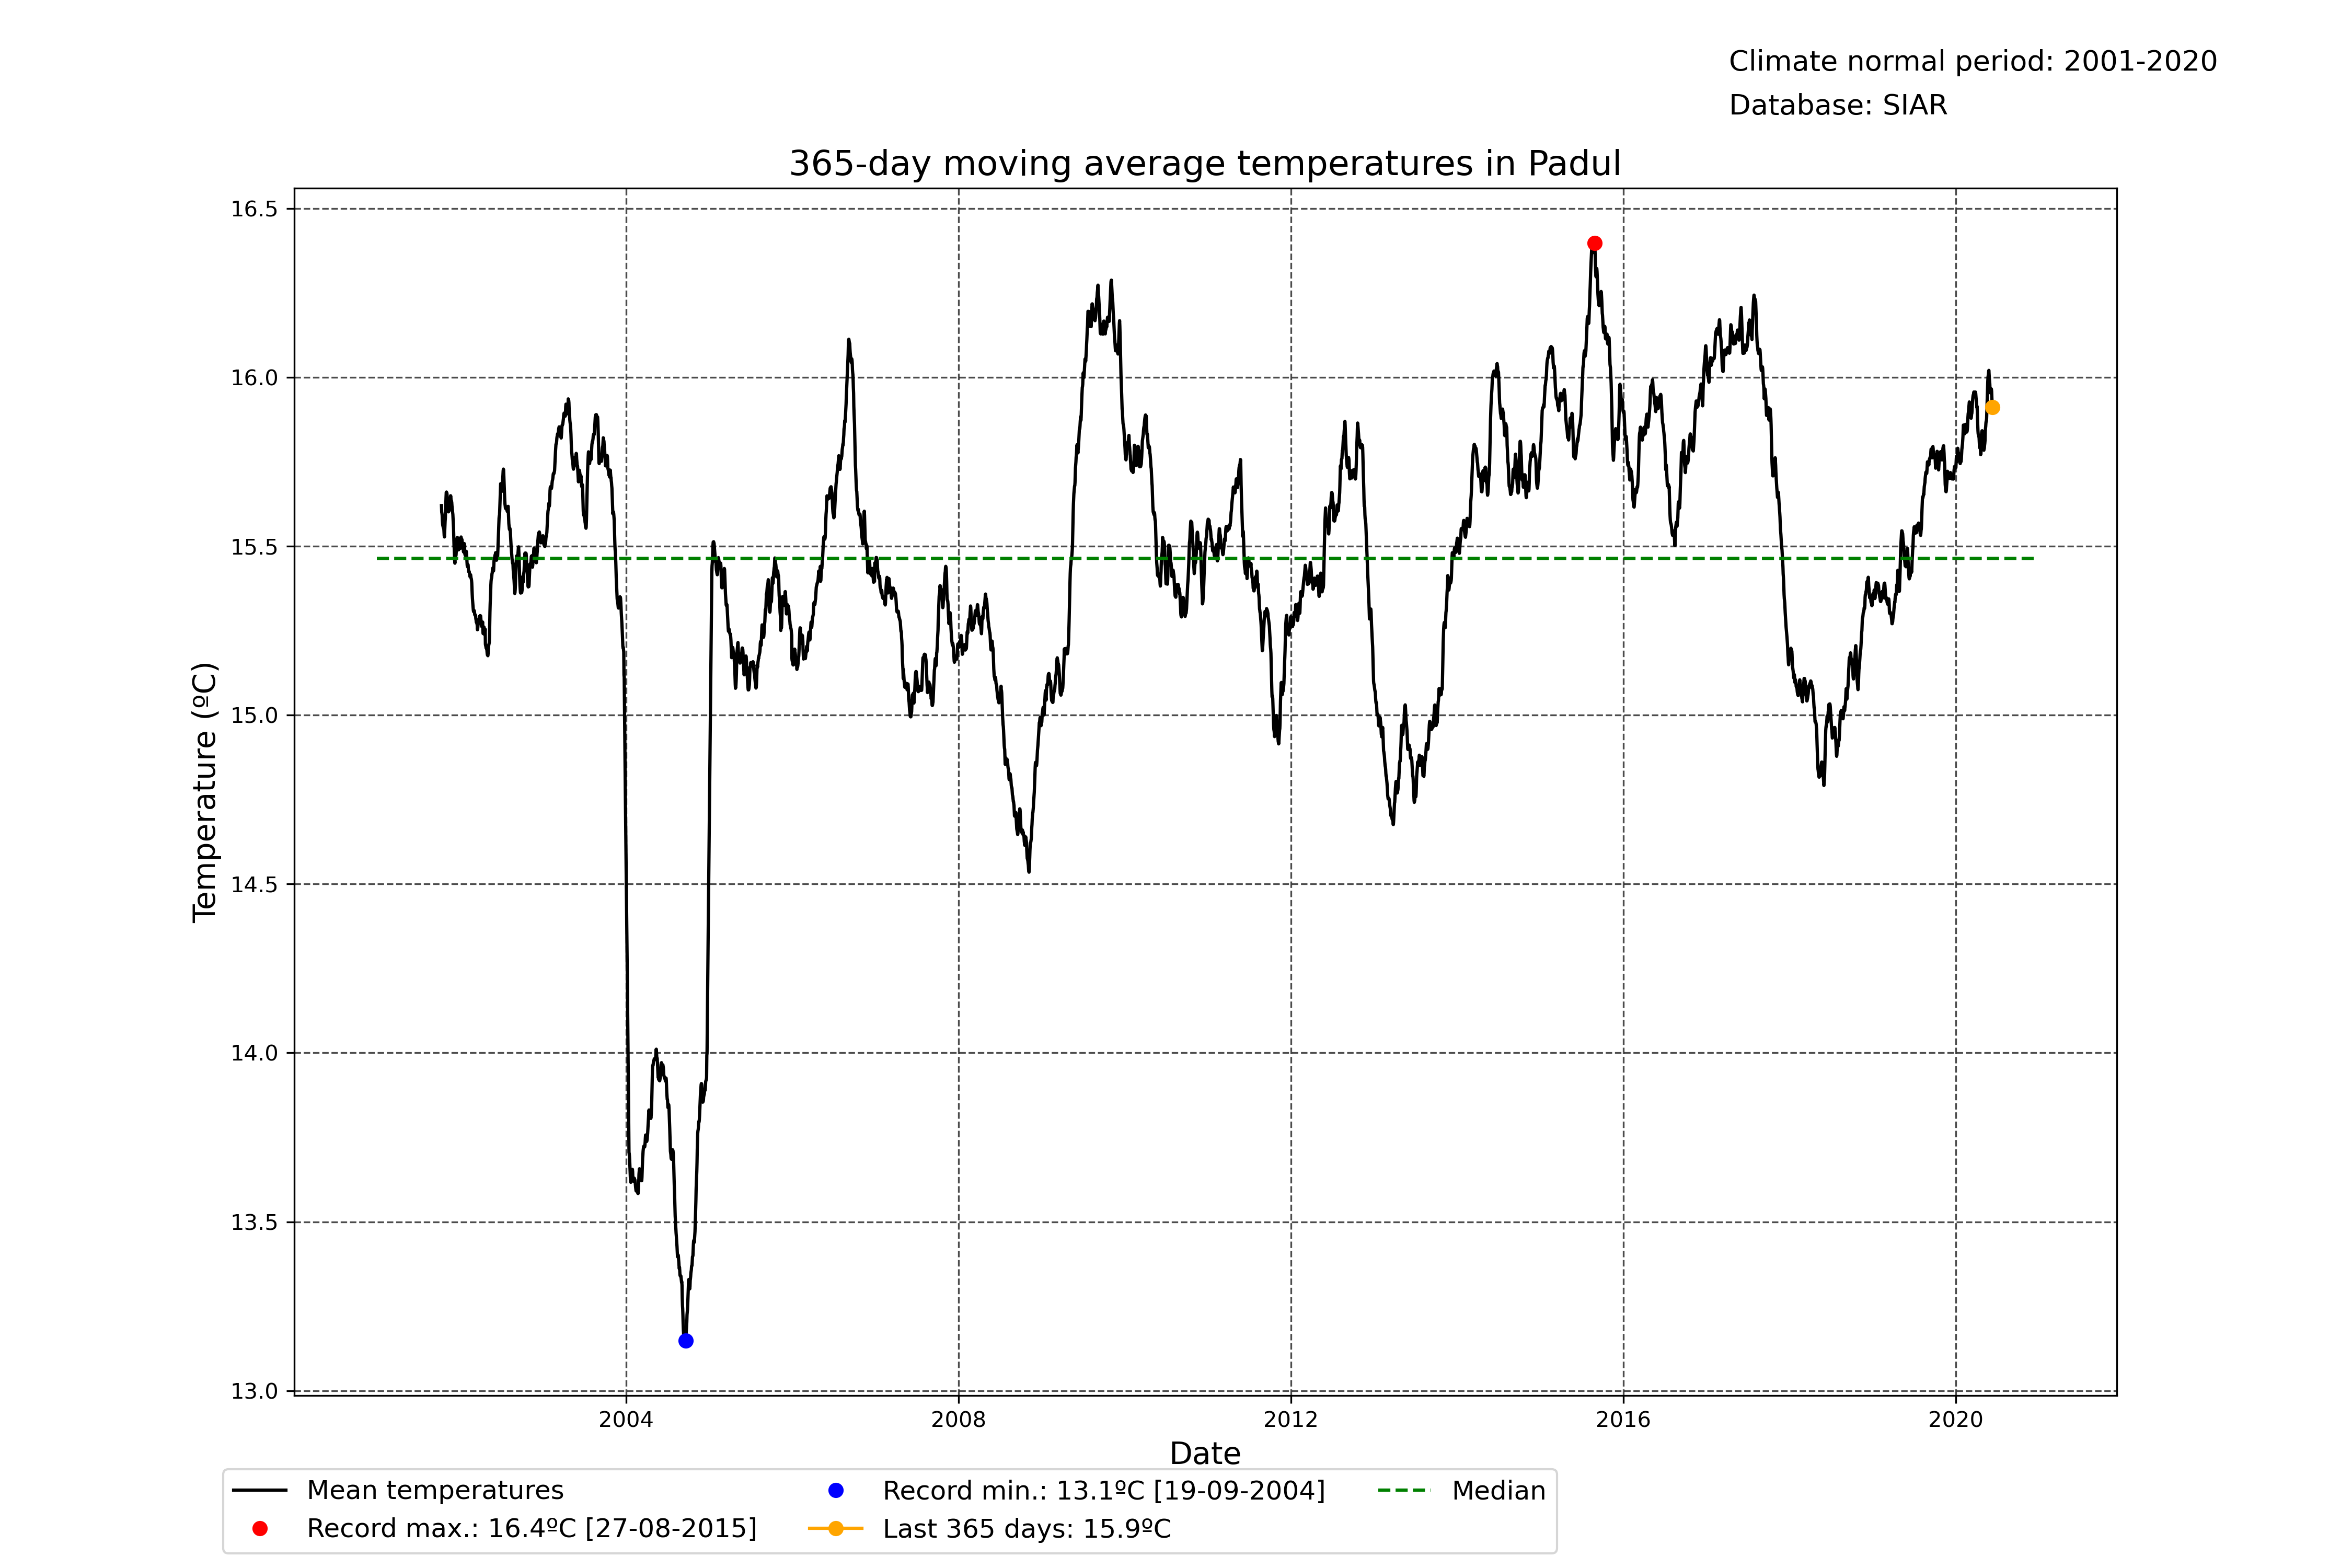 Climate normal period: 2001-2020
Database: SIAR
365-day moving average temperatures in Padul
16.5
16.0
15.5
15.0
14.5
14.0
13.5
13.0
Temperature (ºC)
2004 2008 2012 2016 2020
Date
Mean temperatures
Record max.: 16.4ºC [27-08-2015]
Record min.: 13.1ºC [19-09-2004]
Last 365 days: 15.9ºC
Median